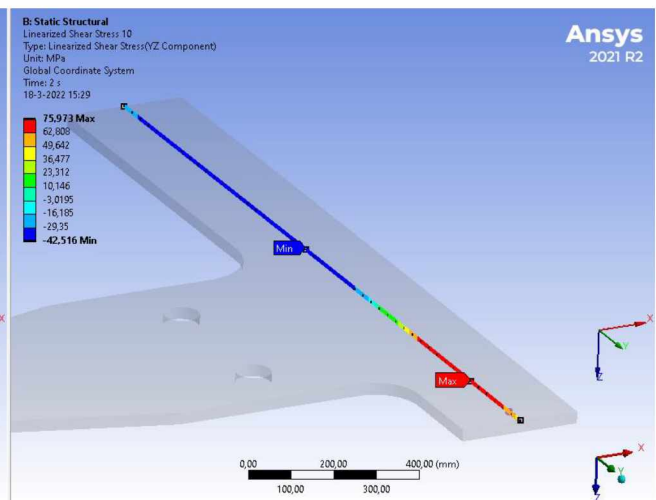 B: Static Structural
Linearized Shear Stress 10
Type: Linearized Shear Stress(YZ Component)
Unit: MPa
Global Coordinate System
Time: 2 s
18-3-2022 15:29
Ansys
2021 R2
75,973 Max
62,808
49,642
36,477
23,312
10,146
-3,0195
-16,185
-29,35
-42,516 Min
Min
Max
X
X
Y
Z
0,00 200,00 400,00 (mm)
100,00 300,00
X
Y
Z